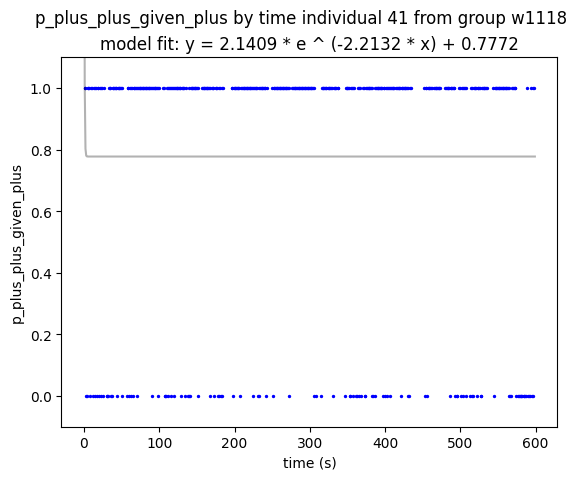 p_plus_plus_given_plus by time individual 41 from group w1118
model fit: y = 2.1409 * e ^ (-2.2132 * x) + 0.7772
1.0
0.8
0.6
0.4
0.2
0.0
p_plus_plus_given_plus
0 100 200 300 400 500 600
time (s)